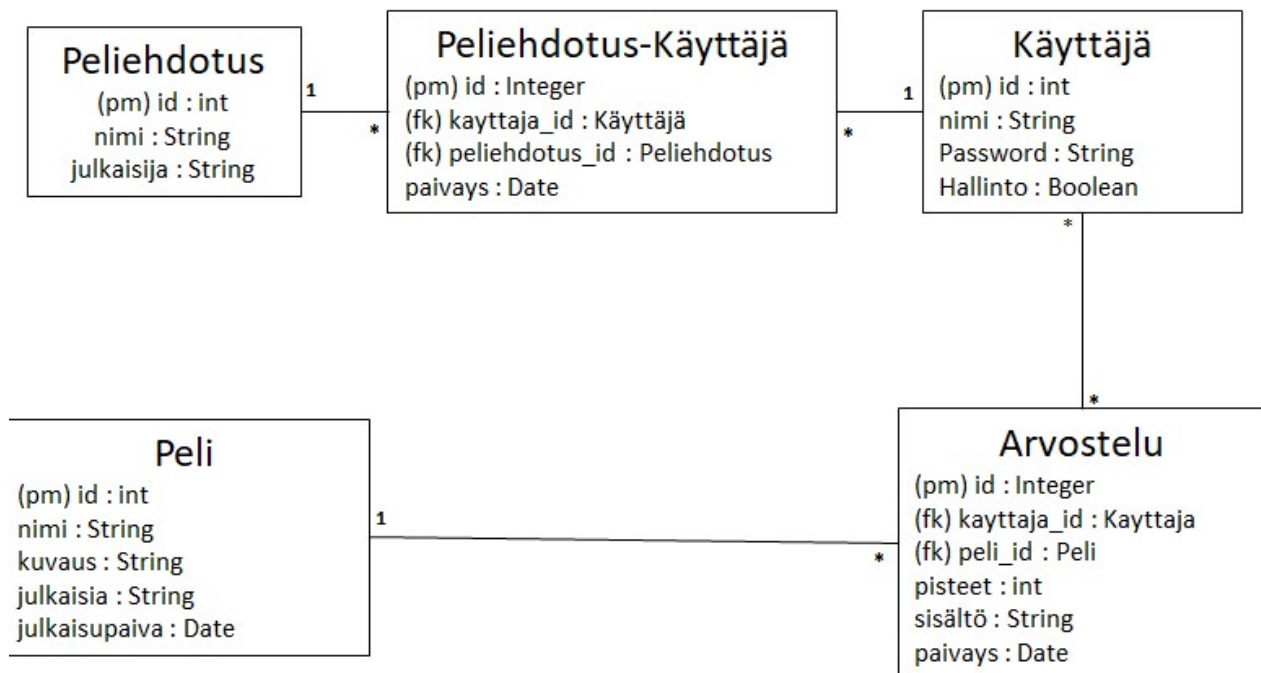 Peliehdotus
(pm) id : int
nimi : String
julkaisija : String
1
*
Peliehdotus-Käyttäjä
(pm) id : Integer
(fk) kayttaja_id : Käyttäjä
(fk) peliehdotus_id : Peliehdotus
paivays : Date
*
1
Käyttäjä
(pm) id : int
nimi : String
Password : String
Hallinto : Boolean
*
*
Peli
(pm) id : int
nimi : String
kuvaus : String
julkaisia : String
julkaisupaiva : Date
1
*
Arvostelu
(pm) id : Integer
(fk) kayttaja_id : Kayttaja
(fk) peli_id : Peli
pisteet : int
sisältö : String
paivays : Date